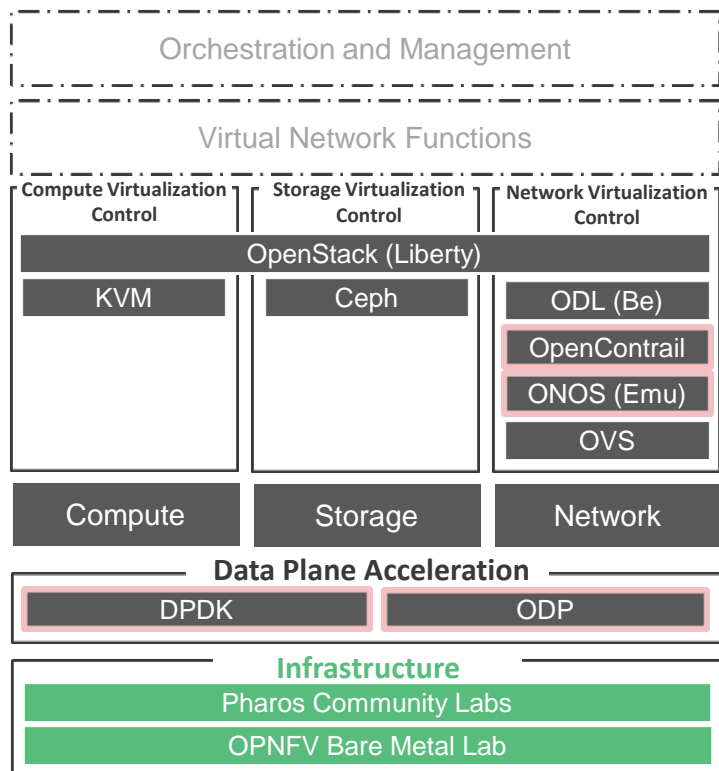 Orchestration and Management
Virtual Network Functions
Compute Virtualization
Control
Storage Virtualization
Control
Network Virtualization
Control
OpenStack (Liberty)
KVM
Ceph
ODL (Be)
OpenContrail
ONOS (Emu)
OVS
Compute
Storage
Network
Data Plane Acceleration
DPDK
ODP
Infrastructure
Pharos Community Labs
OPNFV Bare Metal Lab